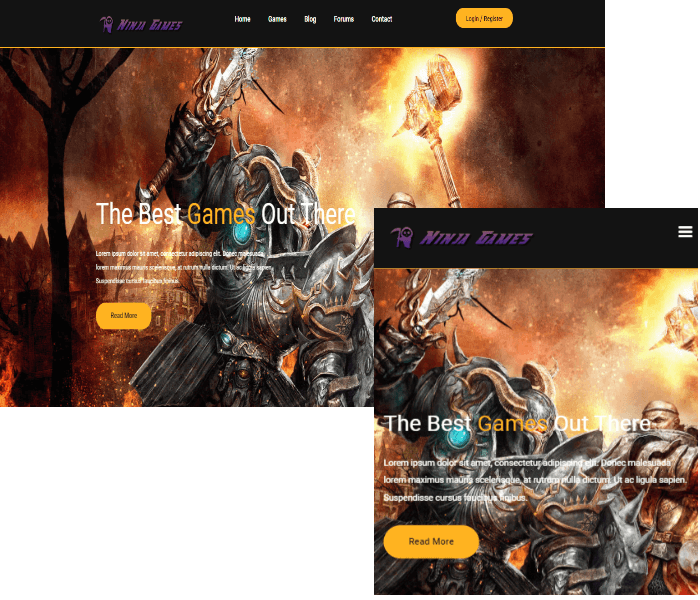 Ninja Games
Home Games Blog Forums Contact
Login / Register
The Best Games Out There
Lorem ipsum dolor sit amet, consectetur adipiscing elit. Donec malesuada
lorem maximus mauris scelerisque, at rutrum nulla dictum. Ut ac ligula sapien.
Suspendisse cursus faucibus finibus.
Read More
Ninja Games
The Best Games Out There
Lorem ipsum dolor sit amet, consectetur adipiscing elit. Donec malesuada
lorem maximus mauris scelerisque, at rutrum nulla dictum. Ut ac ligula sapien.
Suspendisse cursus faucibus finibus.
Read More